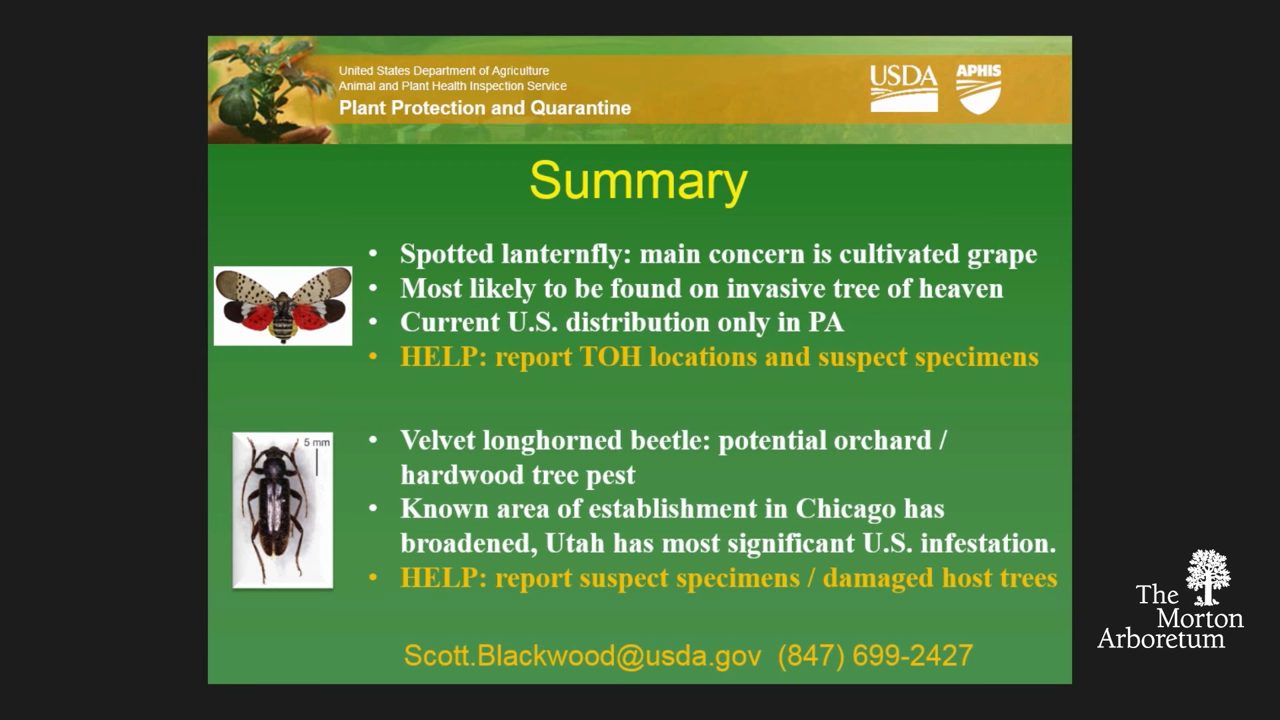 United States Department of Agriculture
Animal and Plant Health Inspection Service
Plant Protection and Quarantine
USDA
APHIS
Summary
• Spotted lanternfly: main concern is cultivated grape
• Most likely to be found on invasive tree of heaven
• Current U.S. distribution only in PA
• HELP: report TOH locations and suspect specimens
5 mm
• Velvet longhorned beetle: potential orchard /
hardwood tree pest
• Known area of establishment in Chicago has
broadened, Utah has most significant U.S. infestation.
• HELP: report suspect specimens / damaged host trees
Scott.Blackwood@usda.gov (847) 699-2427
The
Morton
Arboretum